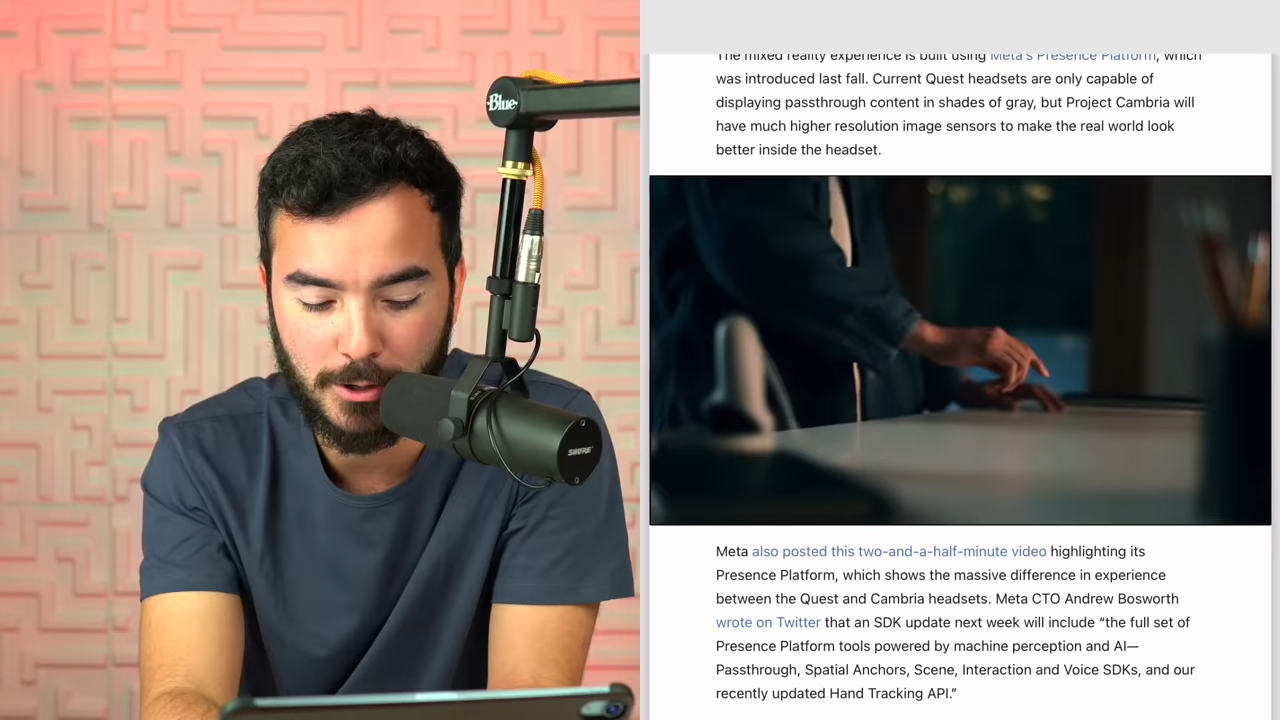 Blue
SHURE
The mixed reality experience is built using Meta's Presence Platform, which
was introduced last fall. Current Quest headsets are only capable of
displaying passthrough content in shades of gray, but Project Cambria will
have much higher resolution image sensors to make the real world look
better inside the headset.
Meta also posted this two-and-a-half-minute video highlighting its
Presence Platform, which shows the massive difference in experience
between the Quest and Cambria headsets. Meta CTO Andrew Bosworth
wrote on Twitter that an SDK update next week will include “the full set of
Presence Platform tools powered by machine perception and AI—
Passthrough, Spatial Anchors, Scene, Interaction and Voice SDKs, and our
recently updated Hand Tracking API.”